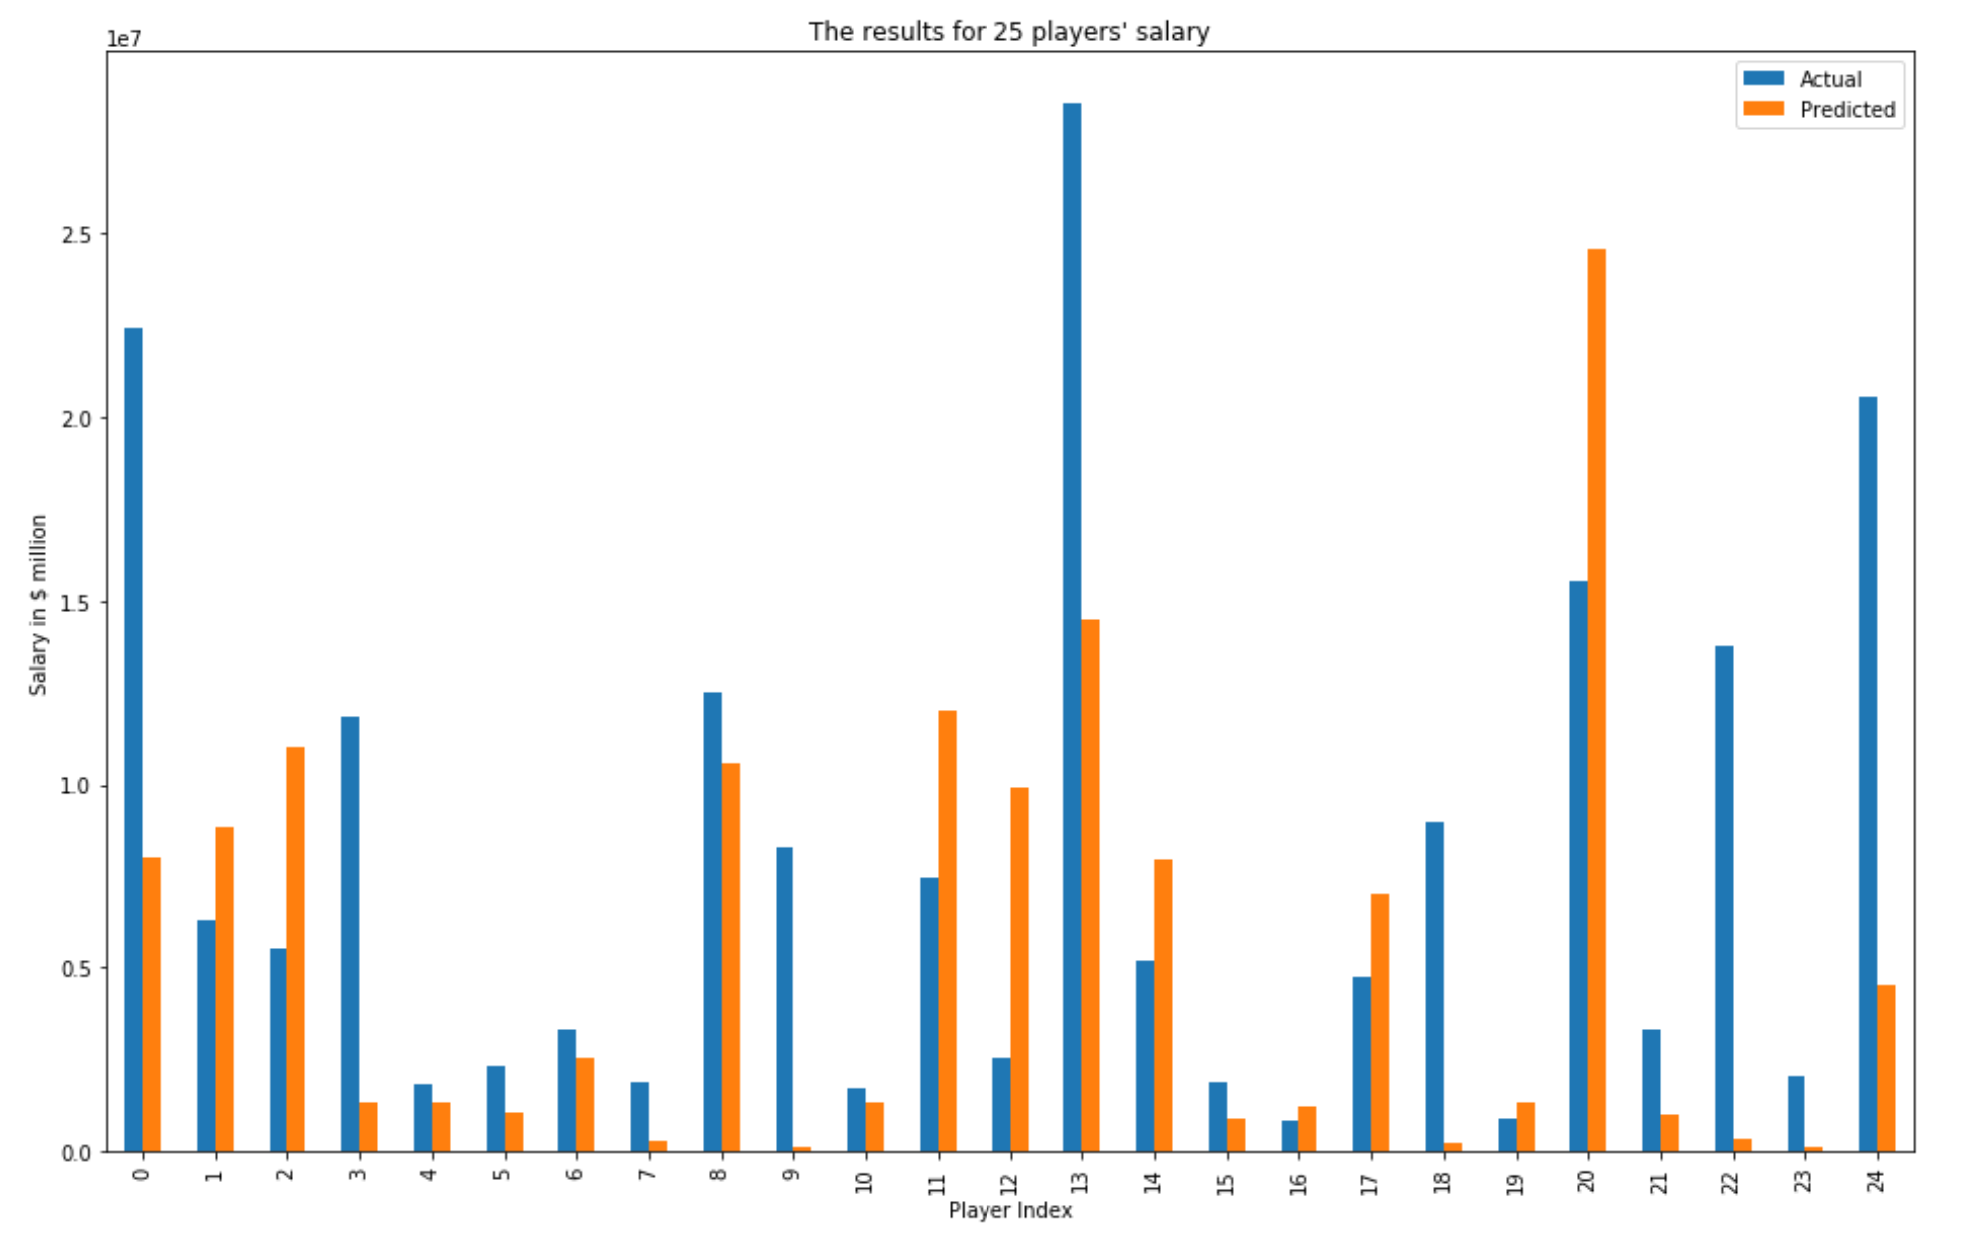 The results for 25 players' salary
1e7
Actual
Predicted
2.5
2.0
1.5
1.0
0.5
0.0
Salary in $ million
0 1 2 3 4 5 6 7 8 9 10 11 12 13 14 15 16 17 18 19 20 21 22 23 24
Player Index